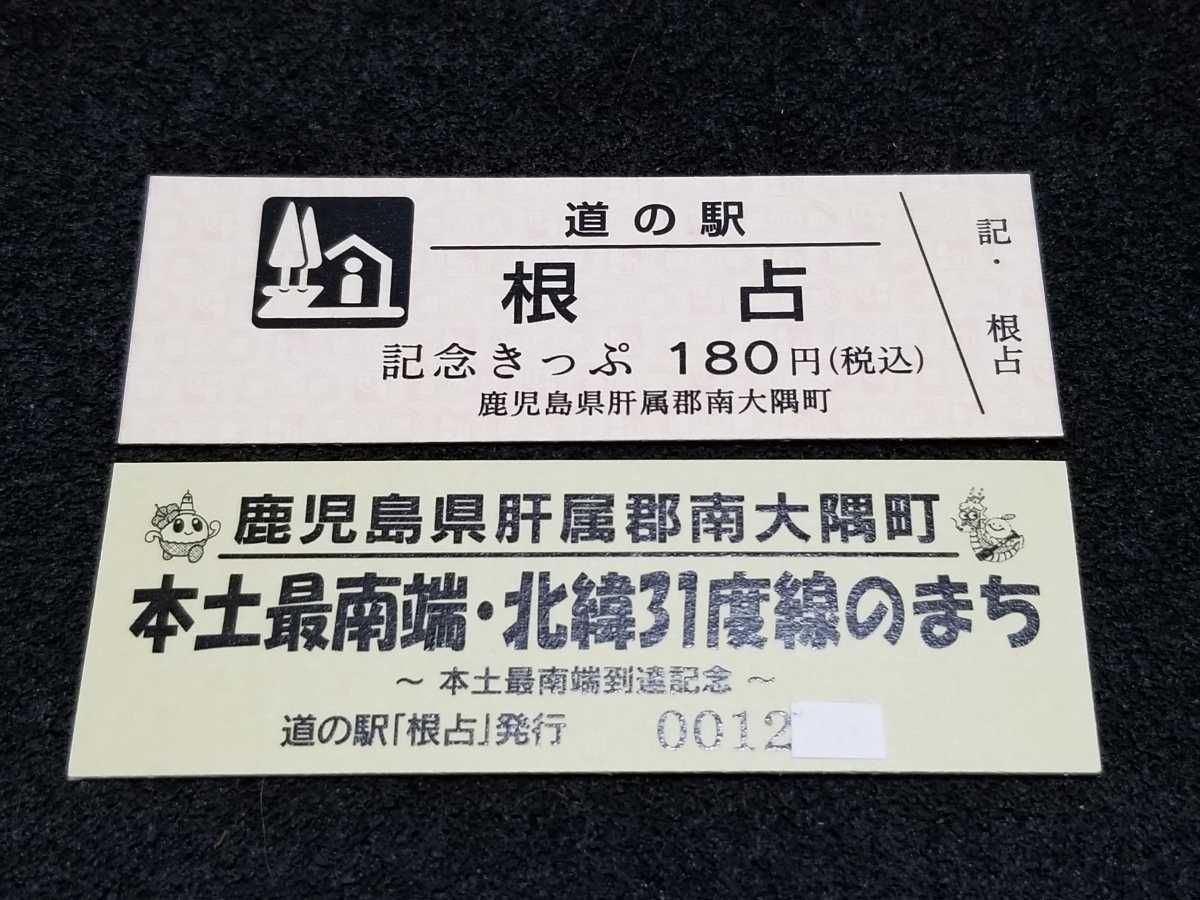 道の駅
根占
記念きっぷ 180円(税込)
鹿児島県肝属郡南大隅町
記・
根占
鹿児島県肝属郡南大隅町
本土最南端・北緯31度線のまち
～ 本土最南端到達記念 ～
道の駅「根占」発行 0012